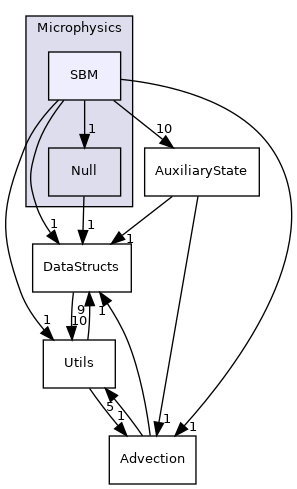 Microphysics
SBM
1
10
Null
AuxiliaryState
1
1
1
DataStructs
1
9
10
1
Utils
5
1
1
1
Advection